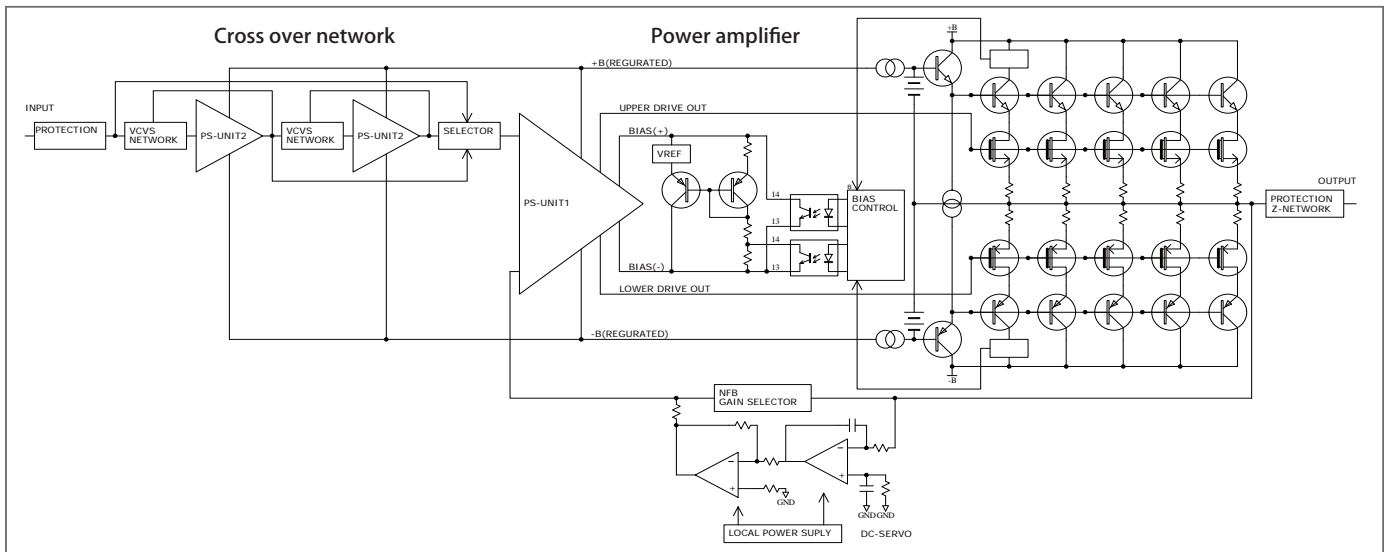 Cross over network
Power amplifier
+B
+B(REGURATED)
INPUT
PROTECTION
VCVS
NETWORK
PS-UNIT2
VCVS
NETWORK
PS-UNIT2
SELECTOR
UPPER DRIVE OUT
BIAS(+)
VREF
PS-UNIT1
14
13
14
13
8
BIAS
CONTROL
OUTPUT
PROTECTION
Z-NETWORK
BIAS(-)
LOWER DRIVE OUT
-B(REGURATED)
-B
NFB
GAIN SELECTOR
−
+
GND
−
+
GND
GND
LOCAL POWER SUPLY
DC-SERVO